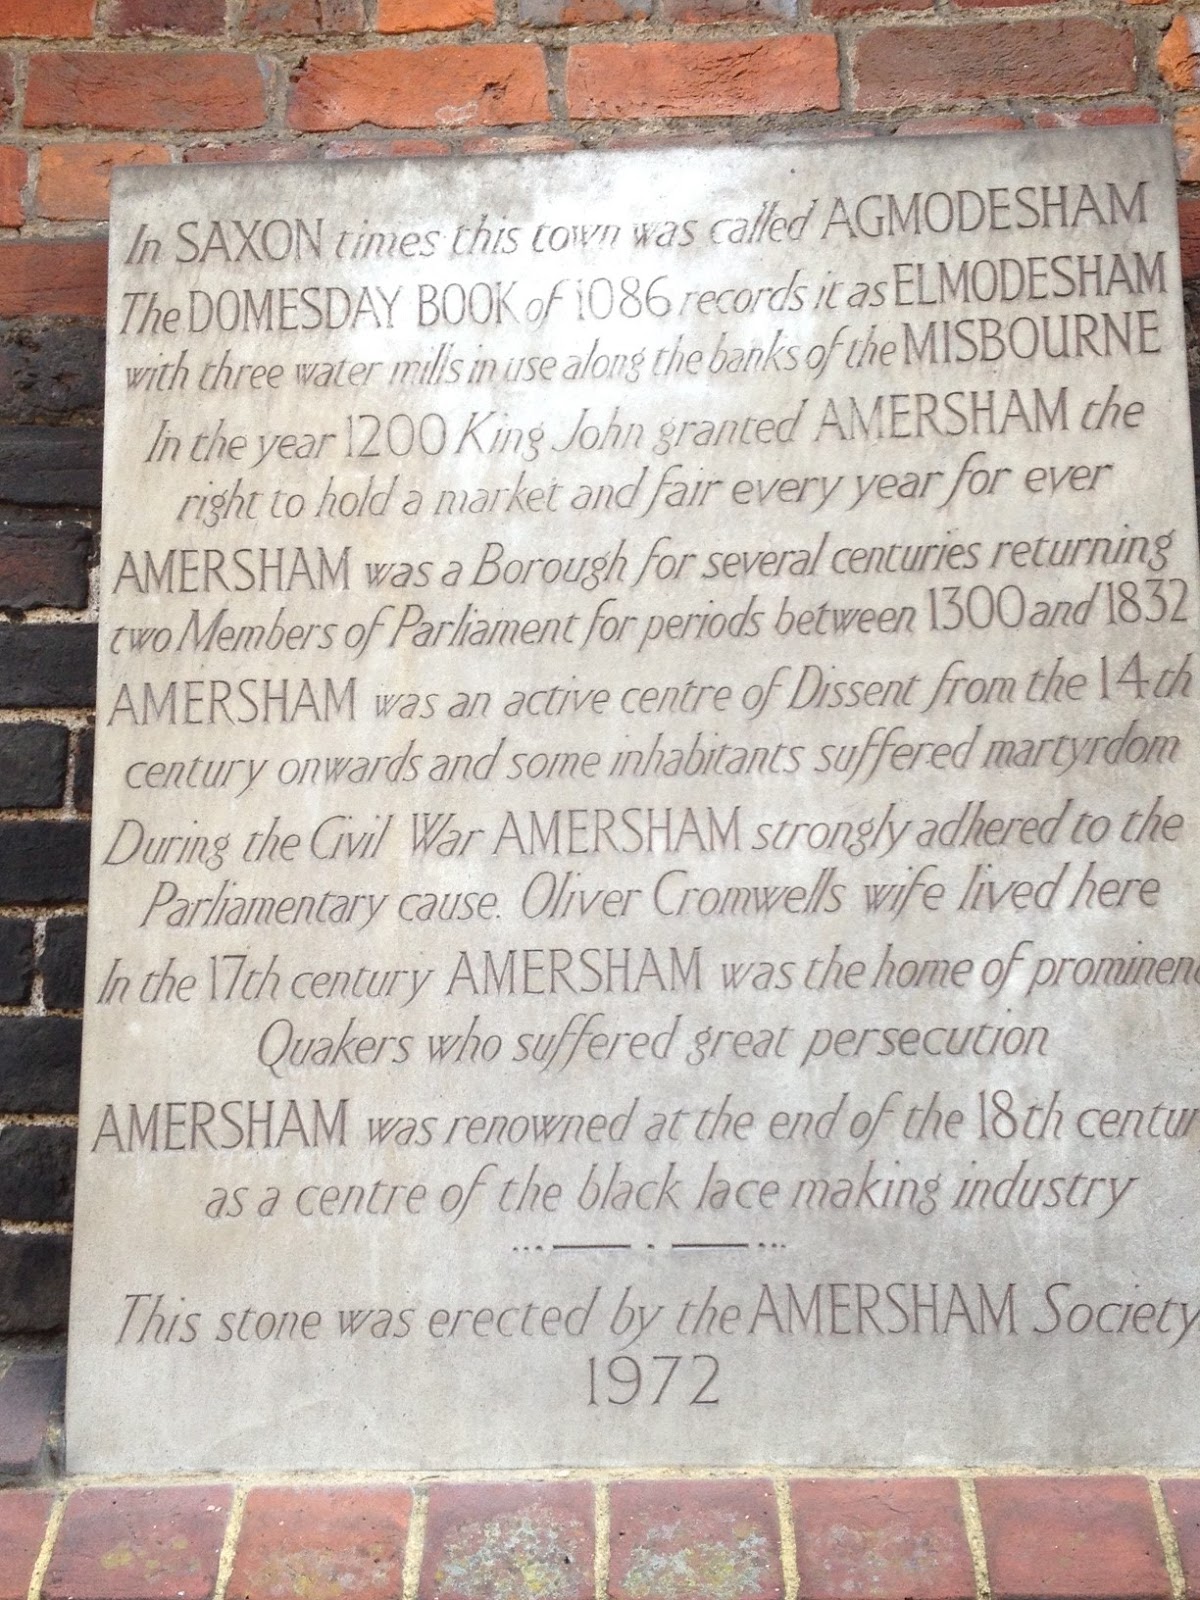 In SAXON times this town was called AGMODESHAM
The DOMESDAY BOOK of 1086 records it as ELMODESHAM
with three water mills in use along the banks of the MISBOURNE
In the year 1200 King John granted AMERSHAM the
right to hold a market and fair every year for ever
AMERSHAM was a Borough for several centuries returning
two Members of Parliament for periods between 1300 and 1832
AMERSHAM was an active centre of Dissent from the 14th
century onwards and some inhabitants suffered martyrdom
During the Civil War AMERSHAM strongly adhered to the
Parliamentary cause. Oliver Cromwells wife lived here
In the 17th century AMERSHAM was the home of prominen
Quakers who suffered great persecution
AMERSHAM was renowned at the end of the 18th centur
as a centre of the black lace making industry
This stone was erected by the AMERSHAM Society
1972